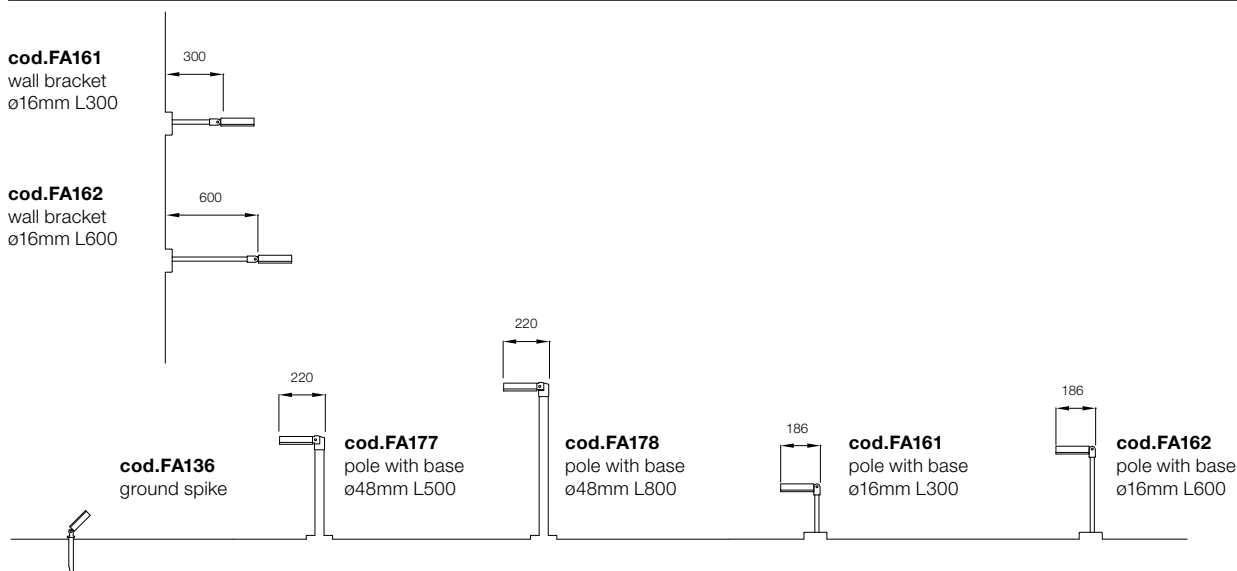 cod.FA161
wall bracket
ø16mm L300
300
cod.FA162
wall bracket
ø16mm L600
600
cod.FA136
ground spike
220
cod.FA177
pole with base
ø48mm L500
220
cod.FA178
pole with base
ø48mm L800
186
cod.FA161
pole with base
ø16mm L300
186
cod.FA162
pole with base
ø16mm L600